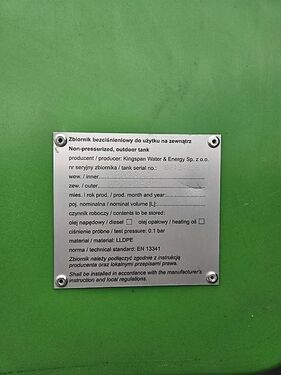 Zbiornik bezciśnieniowy do użytku na zewnątrz
Non-pressurized, outdoor tank
producent / producer: Kingspan Water & Energy Sp. z o.o.
nr seryjny zbiornika / tank serial no.:
wew. / inner
zew. / outer
mies. i rok prod. / prod. month and year
poj. nominalna / nominal volume [L]:
czynnik roboczy / contents to be stored:
olej napędowy / diesel ☐ olej opałowy / heating oil ☐
ciśnienie próbne / test pressure: 0.1 bar
materiał / material: LLDPE
norma / technical standard: EN 13341
Zbiornik należy podłączyć zgodnie z instrukcją
producenta oraz lokalnymi przepisami prawa.
Shall be installed in accordance with the manufacturer's
instruction and local regulations.